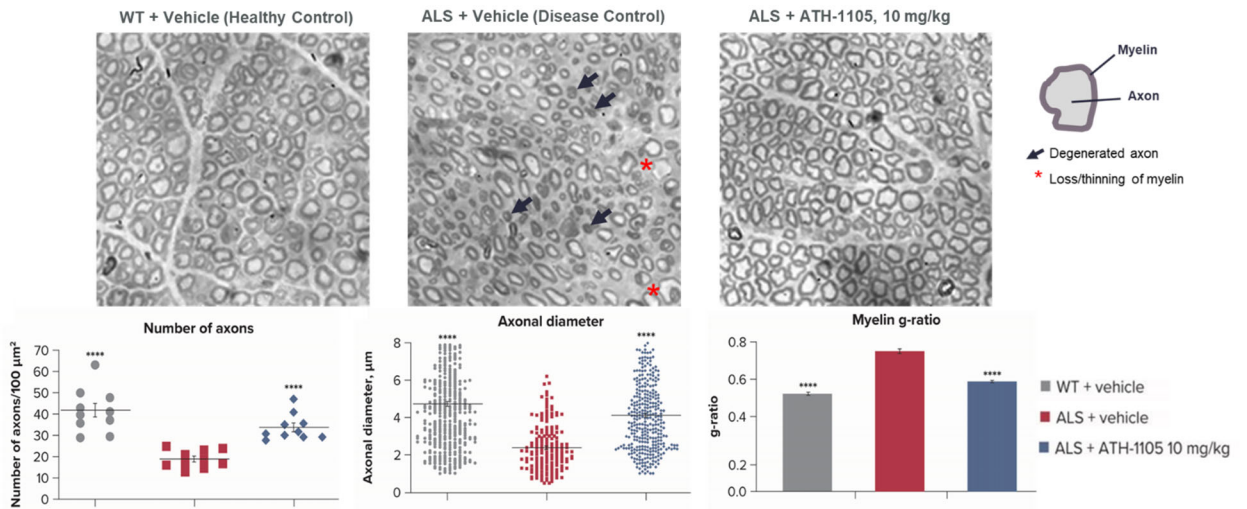 WT + Vehicle (Healthy Control)
ALS + Vehicle (Disease Control)
ALS + ATH-1105, 10 mg/kg
Myelin
Axon
Degenerated axon
* Loss/thinning of myelin
*
*
Number of axons
Number of axons/100 µm²
70
60
50
40
30
20
10
0
****
****
Axonal diameter
Axonal diameter, µm
8
6
4
2
0
****
****
Myelin g-ratio
g-ratio
0.8
0.6
0.4
0.2
0.0
****
****
WT + vehicle
ALS + vehicle
ALS + ATH-1105 10 mg/kg